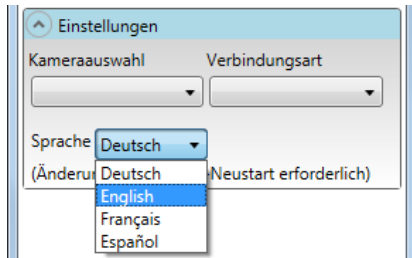 Einstellungen
Kameraauswahl Verbindungsart
Sprache Deutsch
(Änderun Deutsch Neustart erforderlich)
English
Français
Español